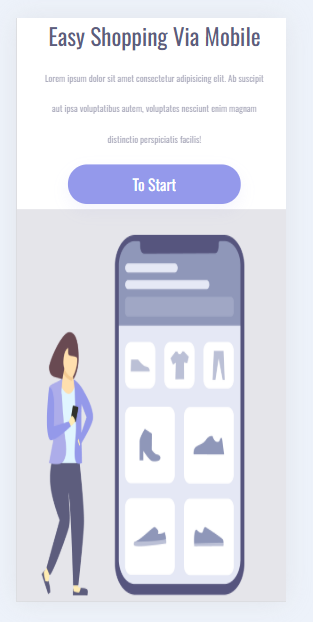 Easy Shopping Via Mobile
Lorem ipsum dolor sit amet consectetur adipisicing elit. Ab suscipit
aut ipsa voluptatibus autem, voluptates nesciunt enim magnam
distinctio perspiciatis facilis!
To Start